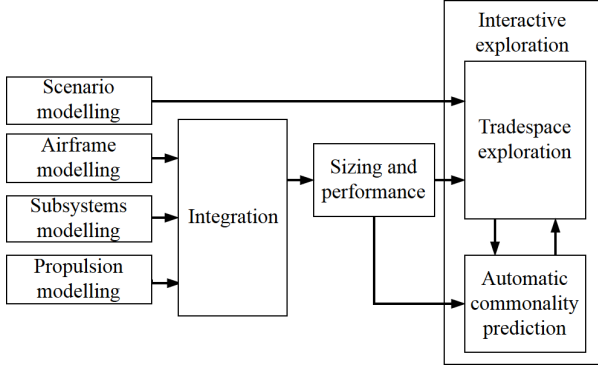 Interactive
exploration
Scenario
modelling
Airframe
modelling
Subsystems
modelling
Propulsion
modelling
Integration
Sizing and
performance
Tradespace
exploration
Automatic
commonality
prediction